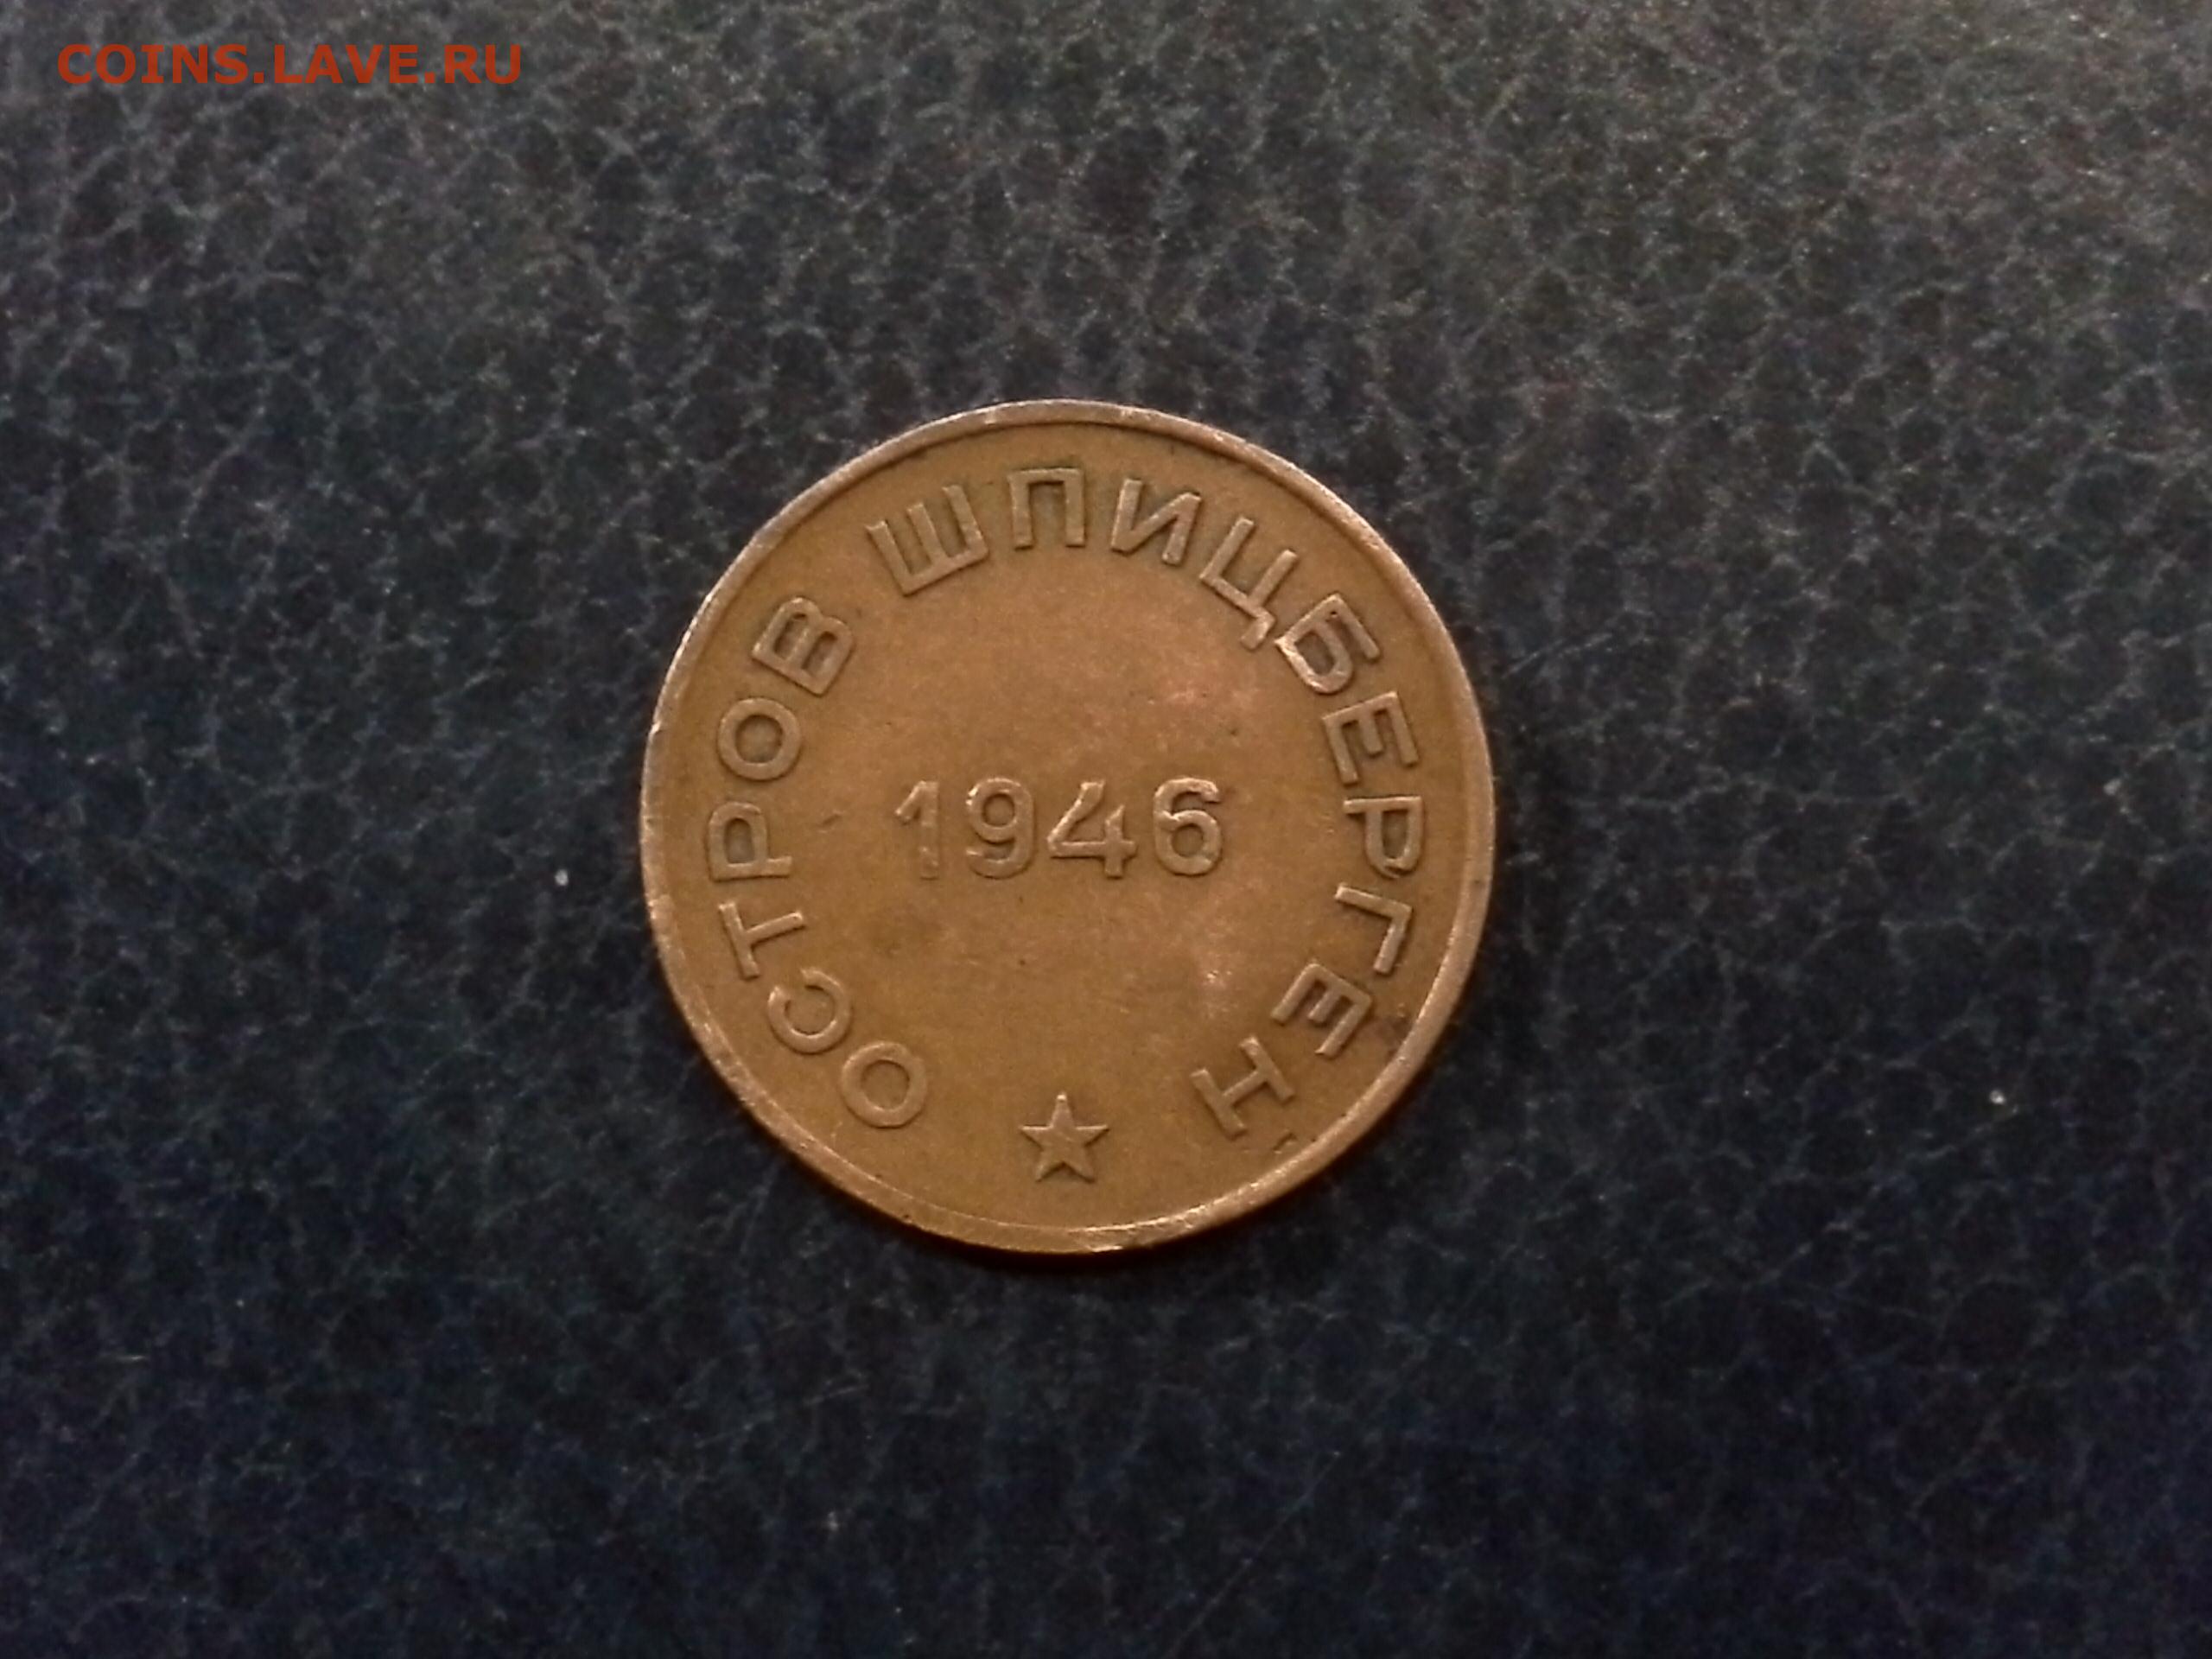 COINS.LAVE.RU
ОСТРОВ ШПИЦБЕРГЕН
1946